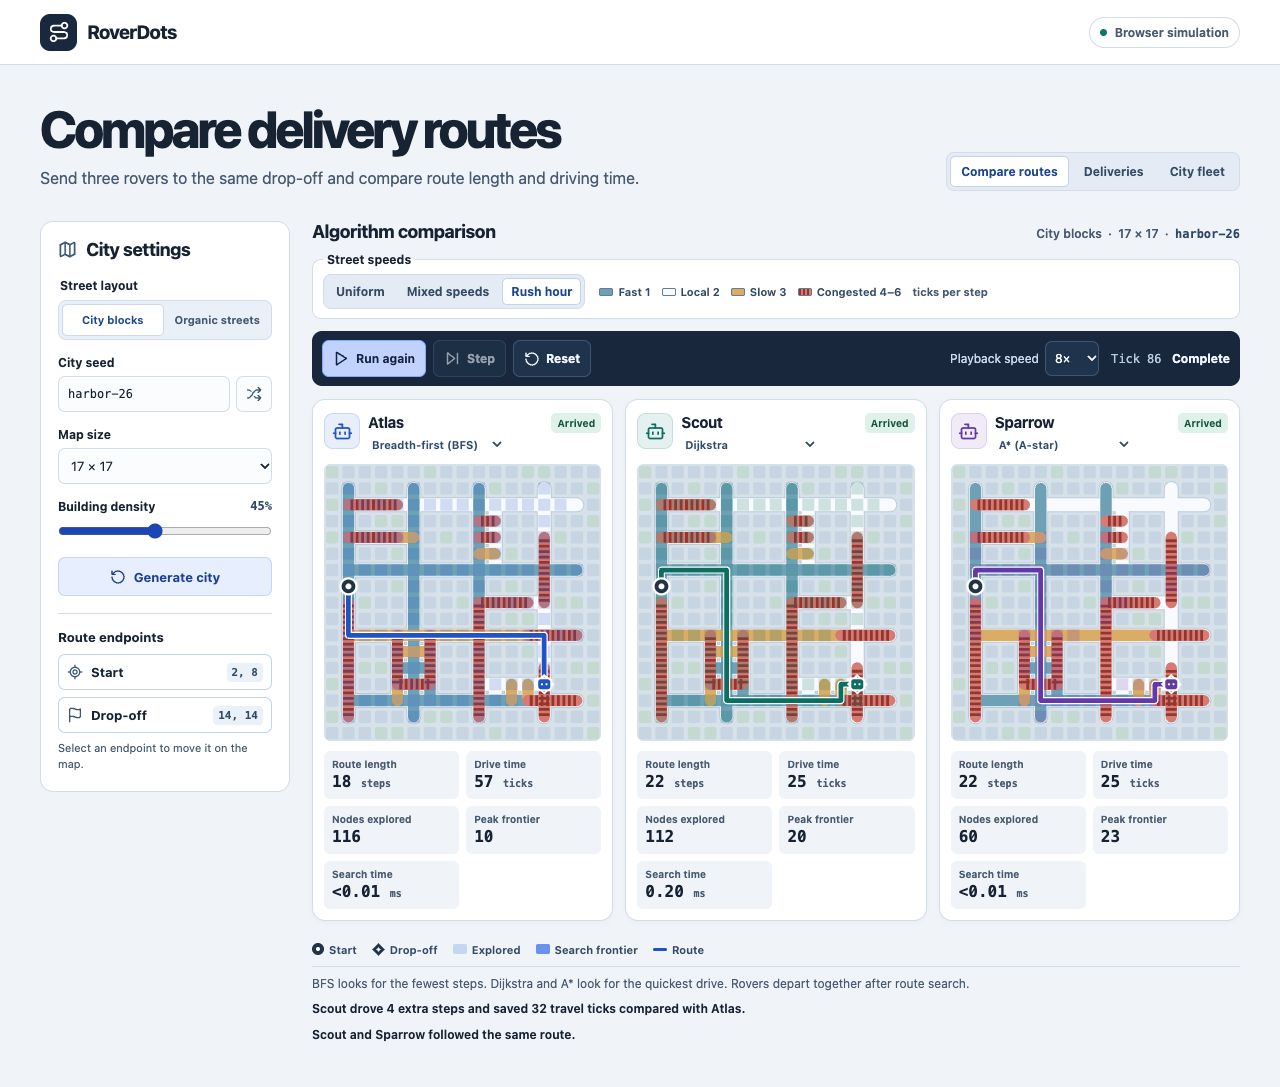 RoverDots
Browser simulation
Compare delivery routes
Send three rovers to the same drop-off and compare route length and driving time.
Compare routes
Deliveries
City fleet
City settings
Street layout
City blocks
Organic streets
City seed
harbor-26
Map size
17 × 17
Building density
45%
Generate city
Route endpoints
Start
2, 8
Drop-off
14, 14
Select an endpoint to move it on the
map.
Algorithm comparison
City blocks · 17 × 17 · harbor-26
Street speeds
Uniform
Mixed speeds
Rush hour
Fast 1
Local 2
Slow 3
Congested 4–6
ticks per step
Run again
Step
Reset
Playback speed
8×
Tick 86
Complete
Atlas
Breadth-first (BFS)
Arrived
Route length
18 steps
Drive time
57 ticks
Nodes explored
116
Peak frontier
10
Search time
<0.01 ms
Scout
Dijkstra
Arrived
Route length
22 steps
Drive time
25 ticks
Nodes explored
112
Peak frontier
20
Search time
0.20 ms
Sparrow
A* (A-star)
Arrived
Route length
22 steps
Drive time
25 ticks
Nodes explored
60
Peak frontier
23
Search time
<0.01 ms
Start
Drop-off
Explored
Search frontier
Route
BFS looks for the fewest steps. Dijkstra and A* look for the quickest drive. Rovers depart together after route search.
Scout drove 4 extra steps and saved 32 travel ticks compared with Atlas.
Scout and Sparrow followed the same route.